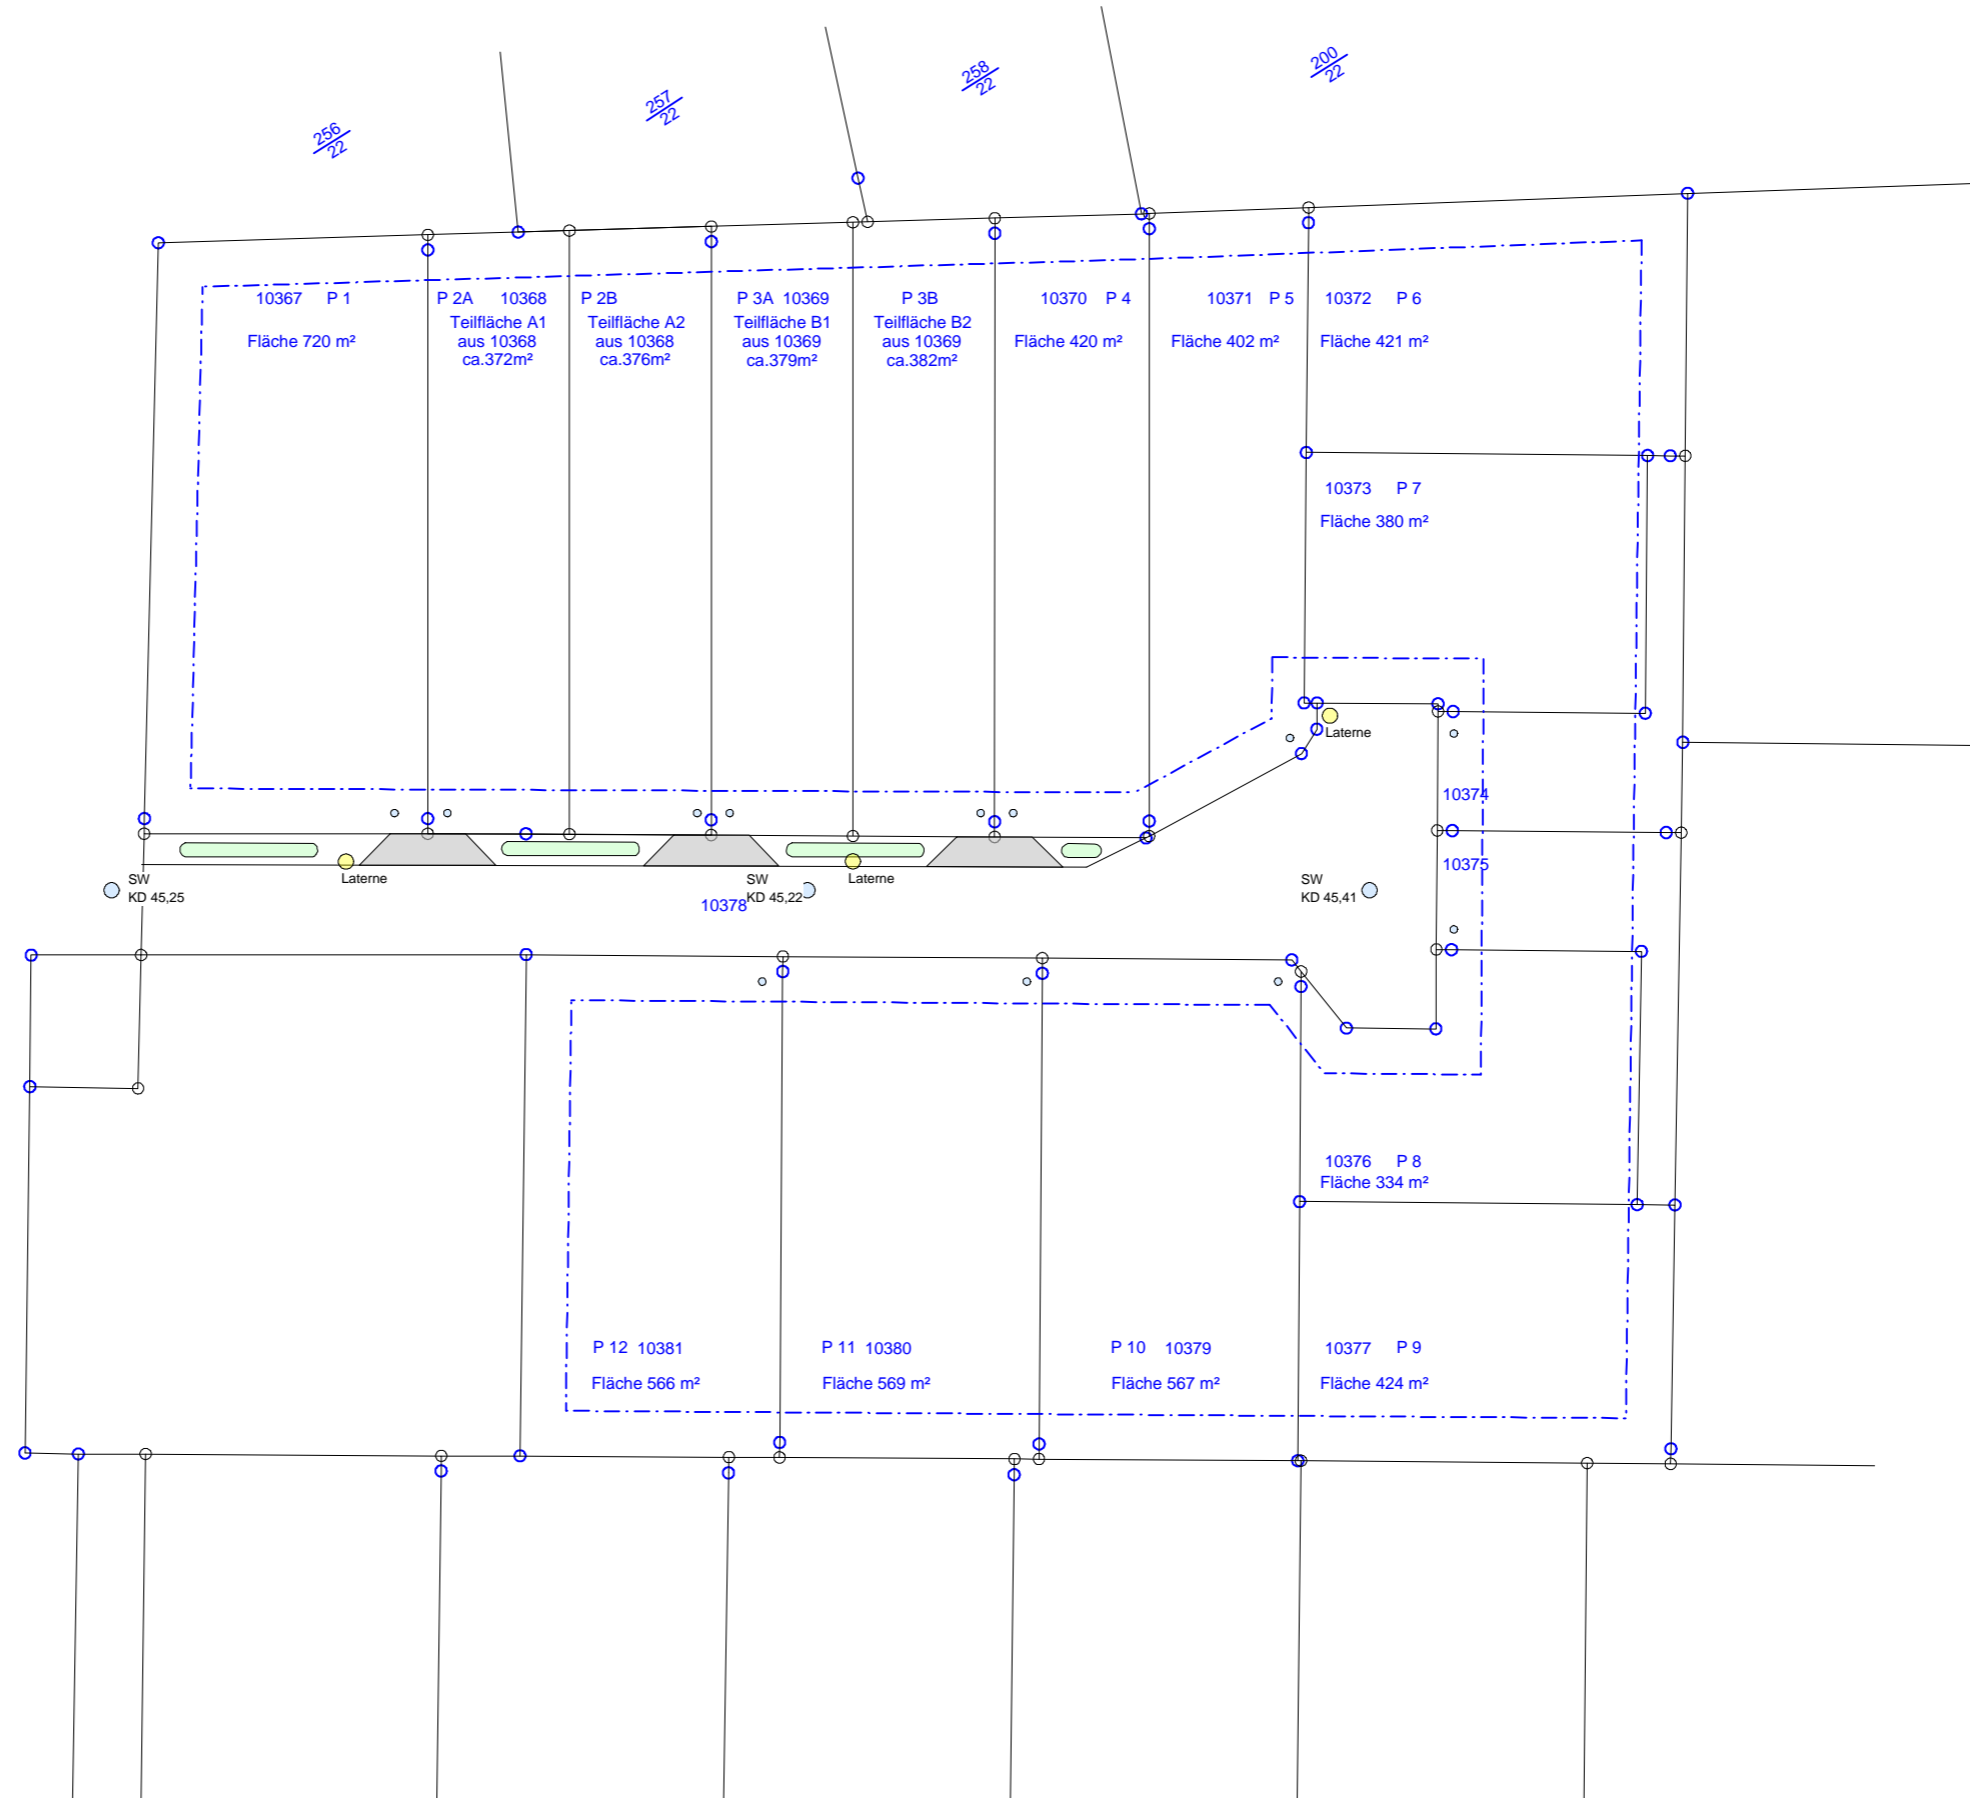 256
22
257
22
258
22
200
22
10367 P 1
Fläche 720 m²
P 2A 10368
Teilfläche A1
aus 10368
ca.372m²
P 2B
Teilfläche A2
aus 10368
ca.376m²
P 3A 10369
Teilfläche B1
aus 10369
ca.379m²
P 3B
Teilfläche B2
aus 10369
ca.382m²
10370 P 4
Fläche 420 m²
10371 P 5
Fläche 402 m²
10372 P 6
Fläche 421 m²
10373 P 7
Fläche 380 m²
Laterne
10374
10375
Laterne
Laterne
SW
KD 45,25
SW
KD 45,22
SW
KD 45,41
10378
10376 P 8
Fläche 334 m²
P 12 10381
Fläche 566 m²
P 11 10380
Fläche 569 m²
P 10 10379
Fläche 567 m²
10377 P 9
Fläche 424 m²